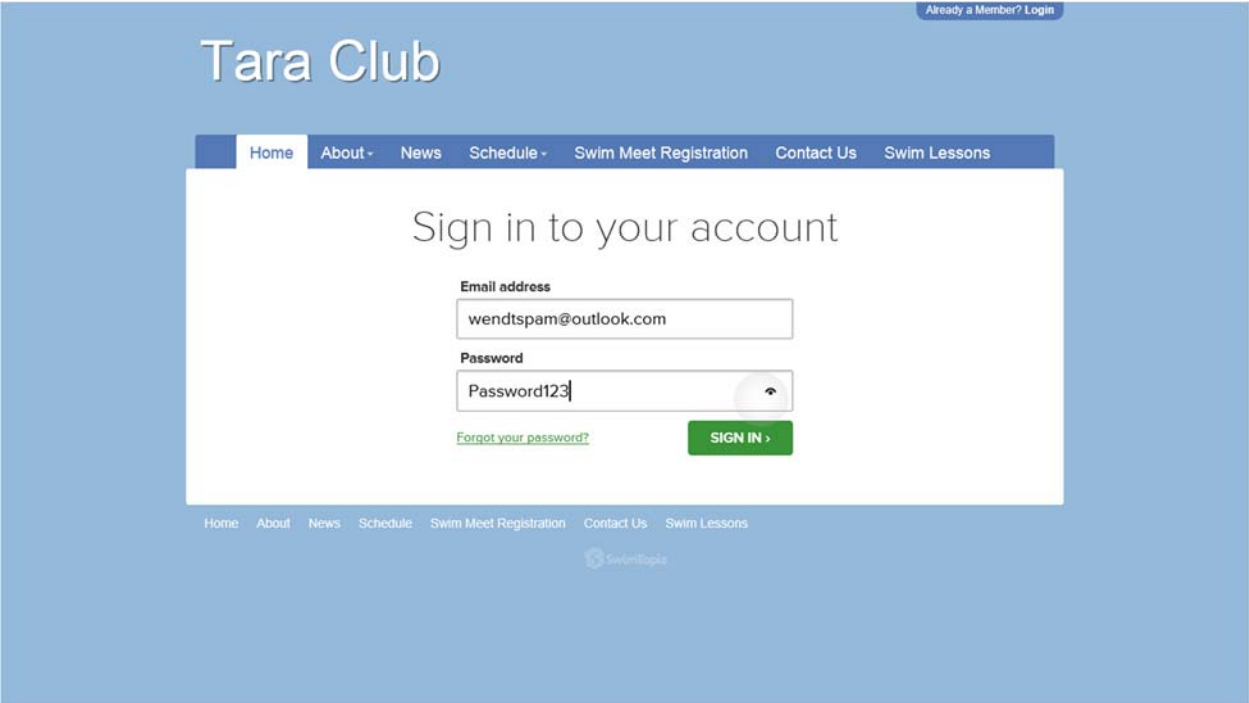 Already a Member? Login
Tara Club
Home About News Schedule Swim Meet Registration Contact Us Swim Lessons
Sign in to your account
Email address
wendtspam@outlook.com
Password
Password123
Forgot your password? SIGN IN ›
Home About News Schedule Swim Meet Registration Contact Us Swim Lessons
SwimTopia